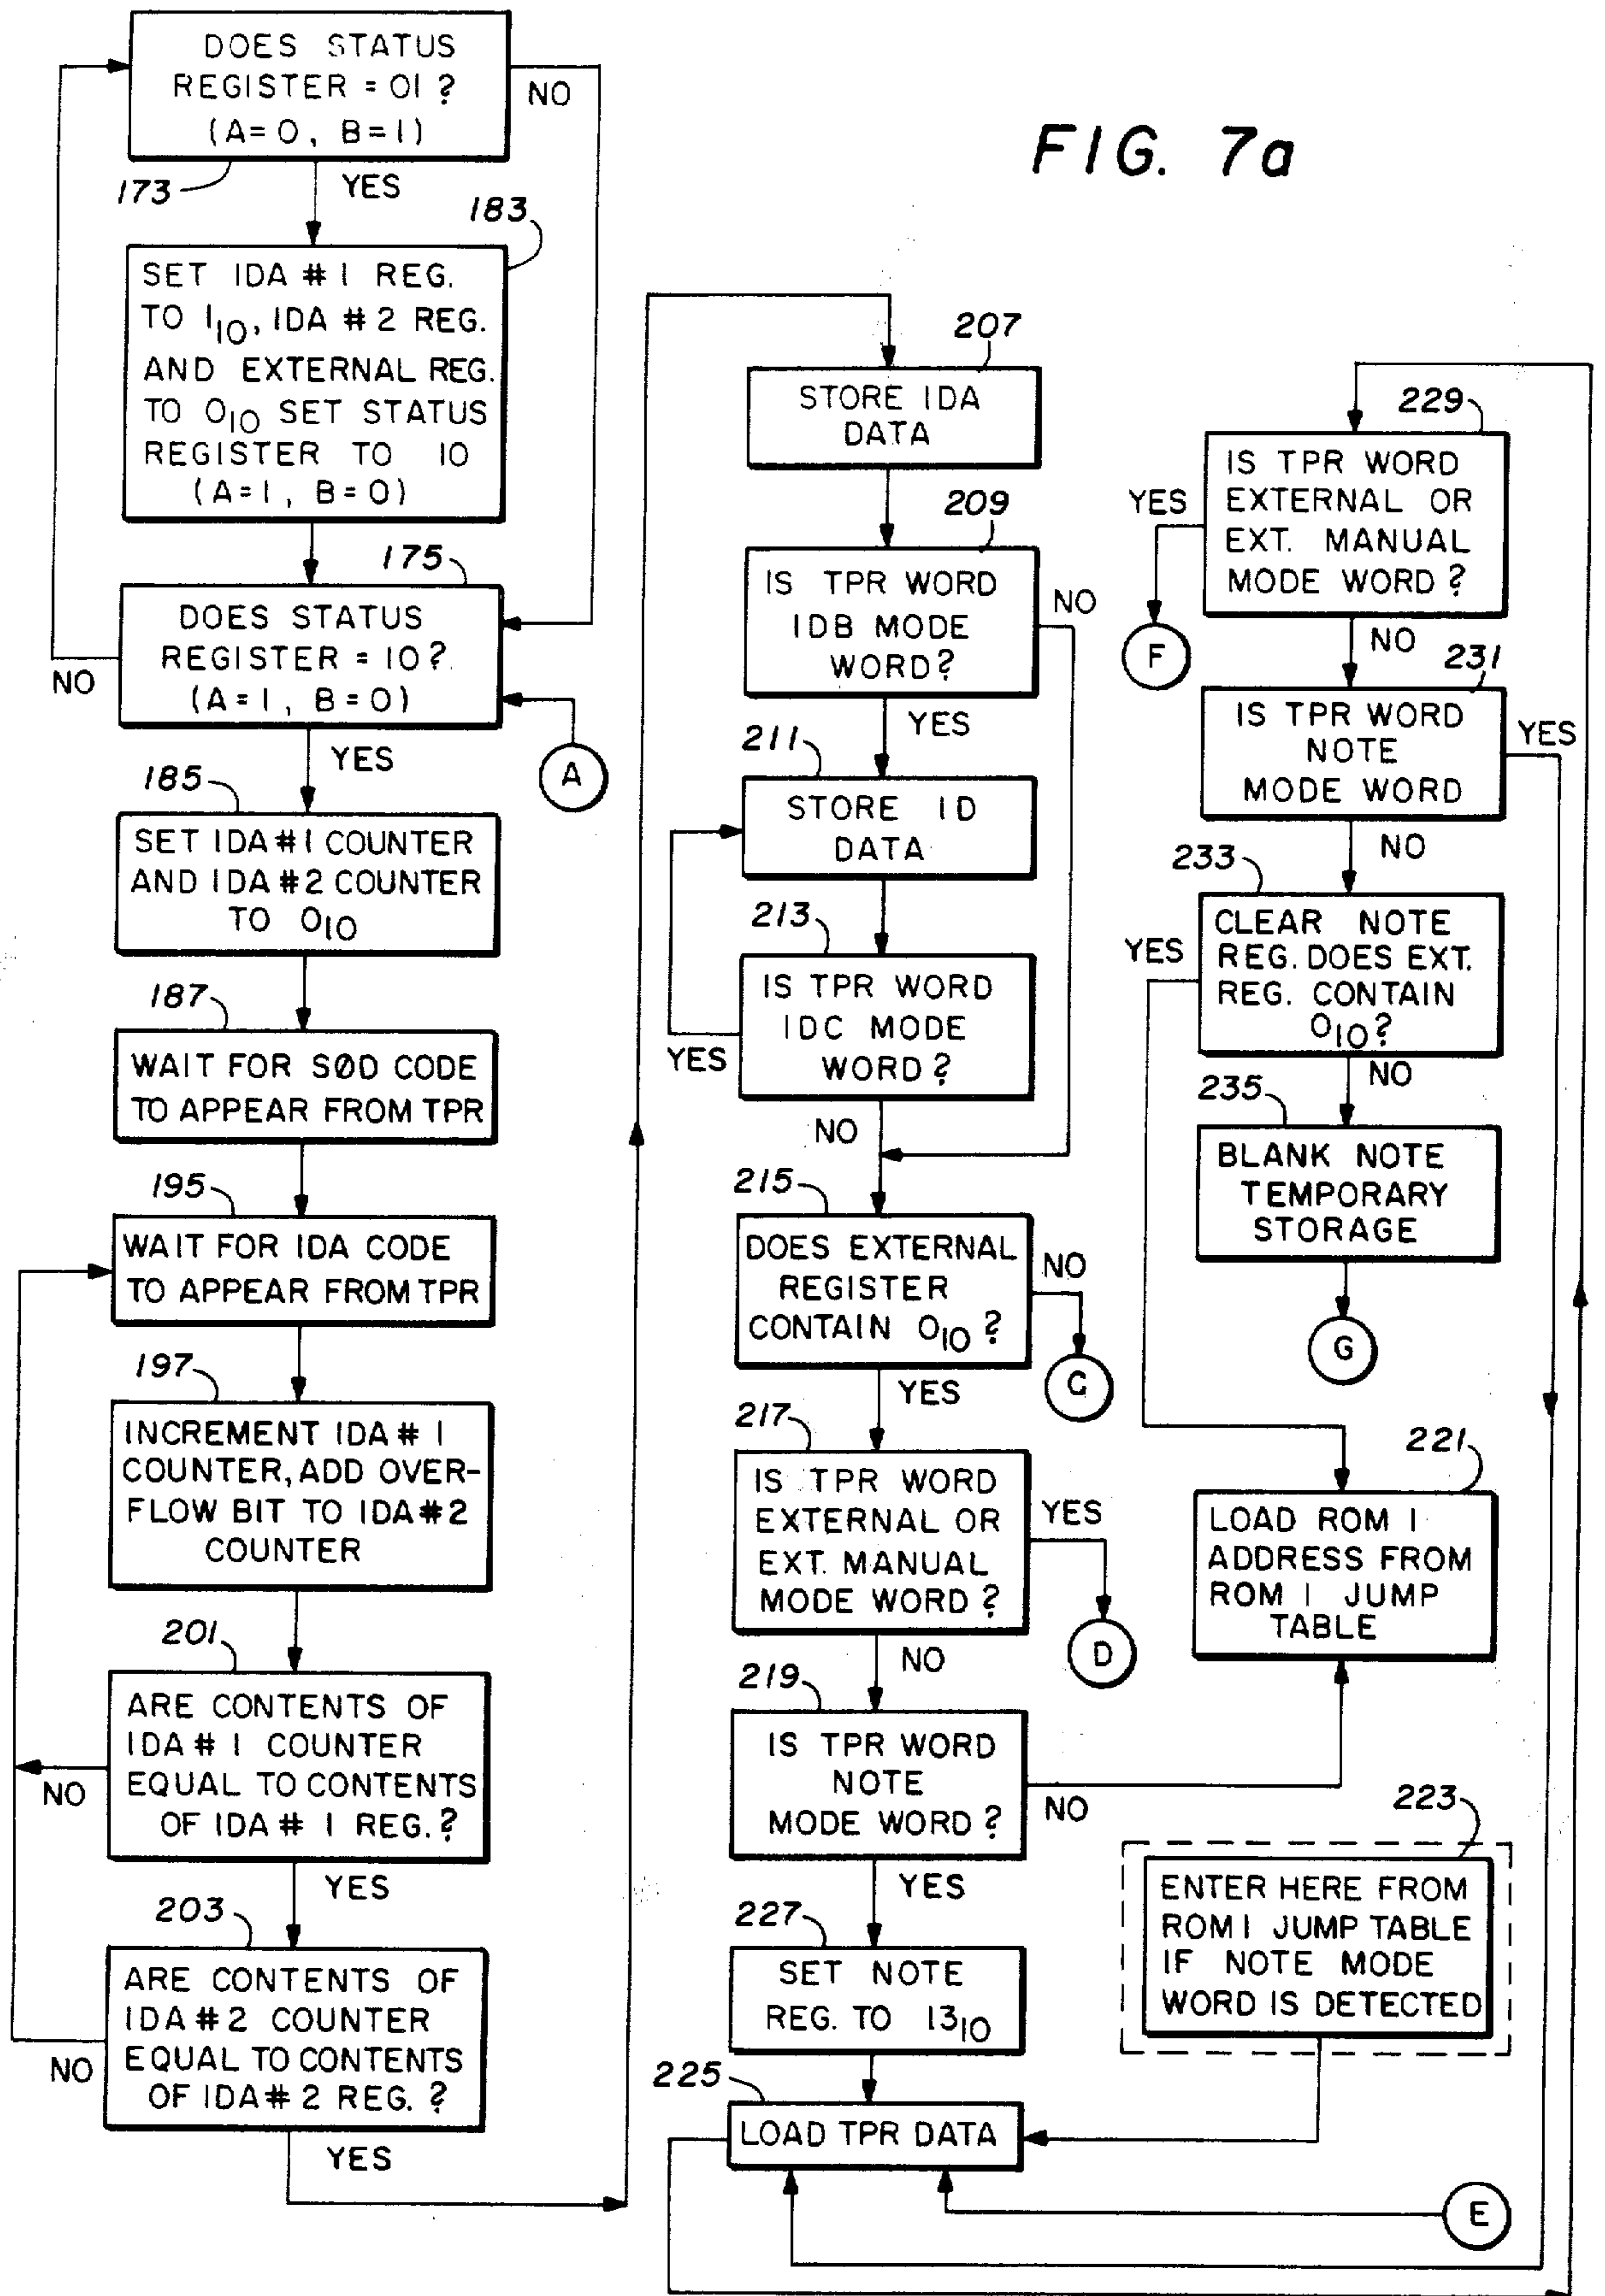 FIG. 7a
DOES STATUS
REGISTER = 01 ?
(A=0, B=1)
NO
173
YES
183
SET IDA # 1 REG.
TO 1₁₀, IDA # 2 REG.
AND EXTERNAL REG.
TO 0₁₀ SET STATUS
REGISTER TO 10
(A=1, B=0)
175
DOES STATUS
REGISTER = 10?
(A=1, B=0)
NO
YES
A
185
SET IDA #1 COUNTER
AND IDA #2 COUNTER
TO 0₁₀
187
WAIT FOR SØD CODE
TO APPEAR FROM TPR
195
WAIT FOR IDA CODE
TO APPEAR FROM TPR
197
INCREMENT IDA # 1
COUNTER, ADD OVER-
FLOW BIT TO IDA #2
COUNTER
201
ARE CONTENTS OF
IDA # 1 COUNTER
EQUAL TO CONTENTS
OF IDA # 1 REG.?
NO
YES
203
ARE CONTENTS OF
IDA #2 COUNTER
EQUAL TO CONTENTS
OF IDA # 2 REG. ?
NO
YES
207
STORE IDA
DATA
209
IS TPR WORD
IDB MODE
WORD?
NO
YES
211
STORE ID
DATA
213
IS TPR WORD
IDC MODE
WORD?
YES
NO
215
DOES EXTERNAL
REGISTER
CONTAIN 0₁₀ ?
NO
C
YES
217
IS TPR WORD
EXTERNAL OR
EXT. MANUAL
MODE WORD ?
YES
D
NO
219
IS TPR WORD
NOTE
MODE WORD ?
NO
YES
227
SET NOTE
REG. TO 13₁₀
225
LOAD TPR DATA
229
IS TPR WORD
EXTERNAL OR
EXT. MANUAL
MODE WORD ?
YES
F
NO
231
IS TPR WORD
NOTE
MODE WORD
YES
NO
233
CLEAR NOTE
REG. DOES EXT.
REG. CONTAIN
0₁₀?
YES
NO
235
BLANK NOTE
TEMPORARY
STORAGE
G
221
LOAD ROM 1
ADDRESS FROM
ROM 1 JUMP
TABLE
223
ENTER HERE FROM
ROM 1 JUMP TABLE
IF NOTE MODE
WORD IS DETECTED
E